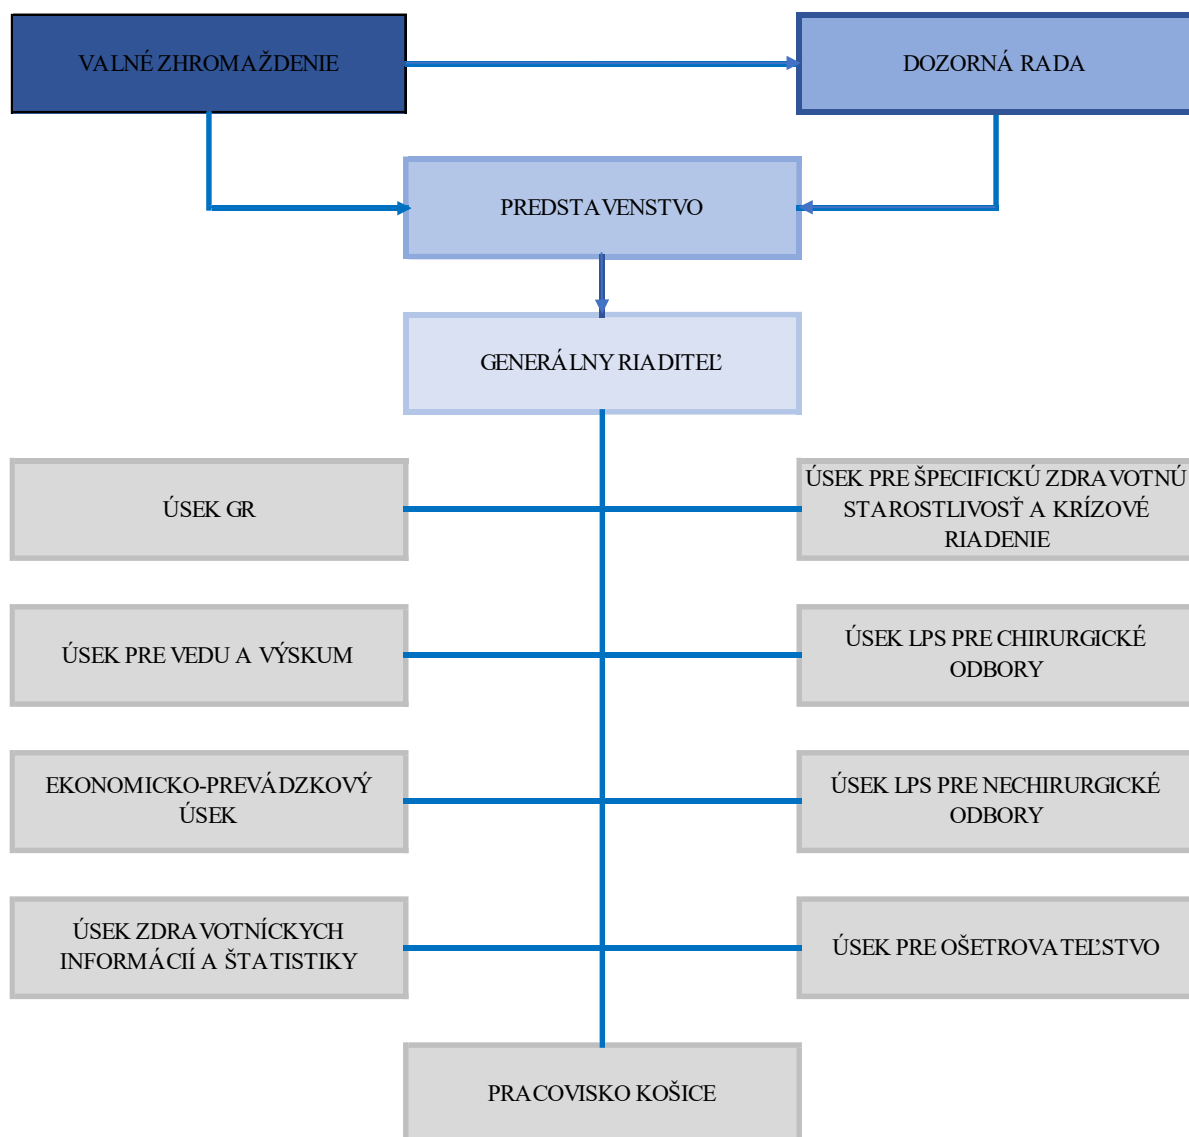 VALNÉ ZHROMAŽDENIE
DOZORNÁ RADA
PREDSTAVENSTVO
GENERÁLNY RIADITEĽ
ÚSEK GR
ÚSEK PRE ŠPECIFICKÚ ZDRAVOTNÚ
STAROSTLIVOSŤ A KRÍZOVÉ
RIADENIE
ÚSEK PRE VEDU A VÝSKUM
ÚSEK LPS PRE CHIRURGICKÉ
ODBORY
EKONOMICKO-PREVÁDZKOVÝ
ÚSEK
ÚSEK LPS PRE NECHIRURGICKÉ
ODBORY
ÚSEK ZDRAVOTNÍCKYCH
INFORMÁCIÍ A ŠTATISTIKY
ÚSEK PRE OŠETROVATEĽSTVO
PRACOVISKO KOŠICE